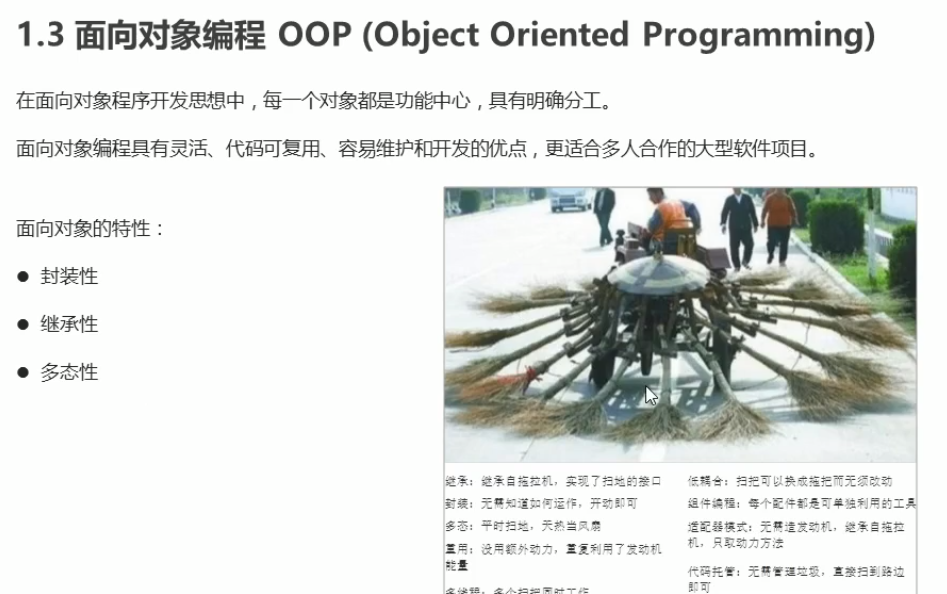 1.3 面向对象编程 OOP (Object Oriented Programming)
在面向对象程序开发思想中，每一个对象都是功能中心，具有明确分工。
面向对象编程具有灵活、代码可复用、容易维护和开发的优点，更适合多人合作的大型软件项目。
面向对象的特性：
● 封装性
● 继承性
● 多态性
继承：继承自拖拉机，实现了扫地的接口
封装：无需知道如何运作，开动即可
多态：平时扫地，天热当风扇
重用：没用额外动力，重复利用了发动机
能量
多线程：多个扫把同时工作
低耦合：扫把可以换成拖把而无须改动
组件编程：每个配件都是可单独利用的工具
适配器模式：无需造发动机，继承自拖拉
机，只取动力方法
代码托管：无需管理垃圾，直接扫到路边
即可